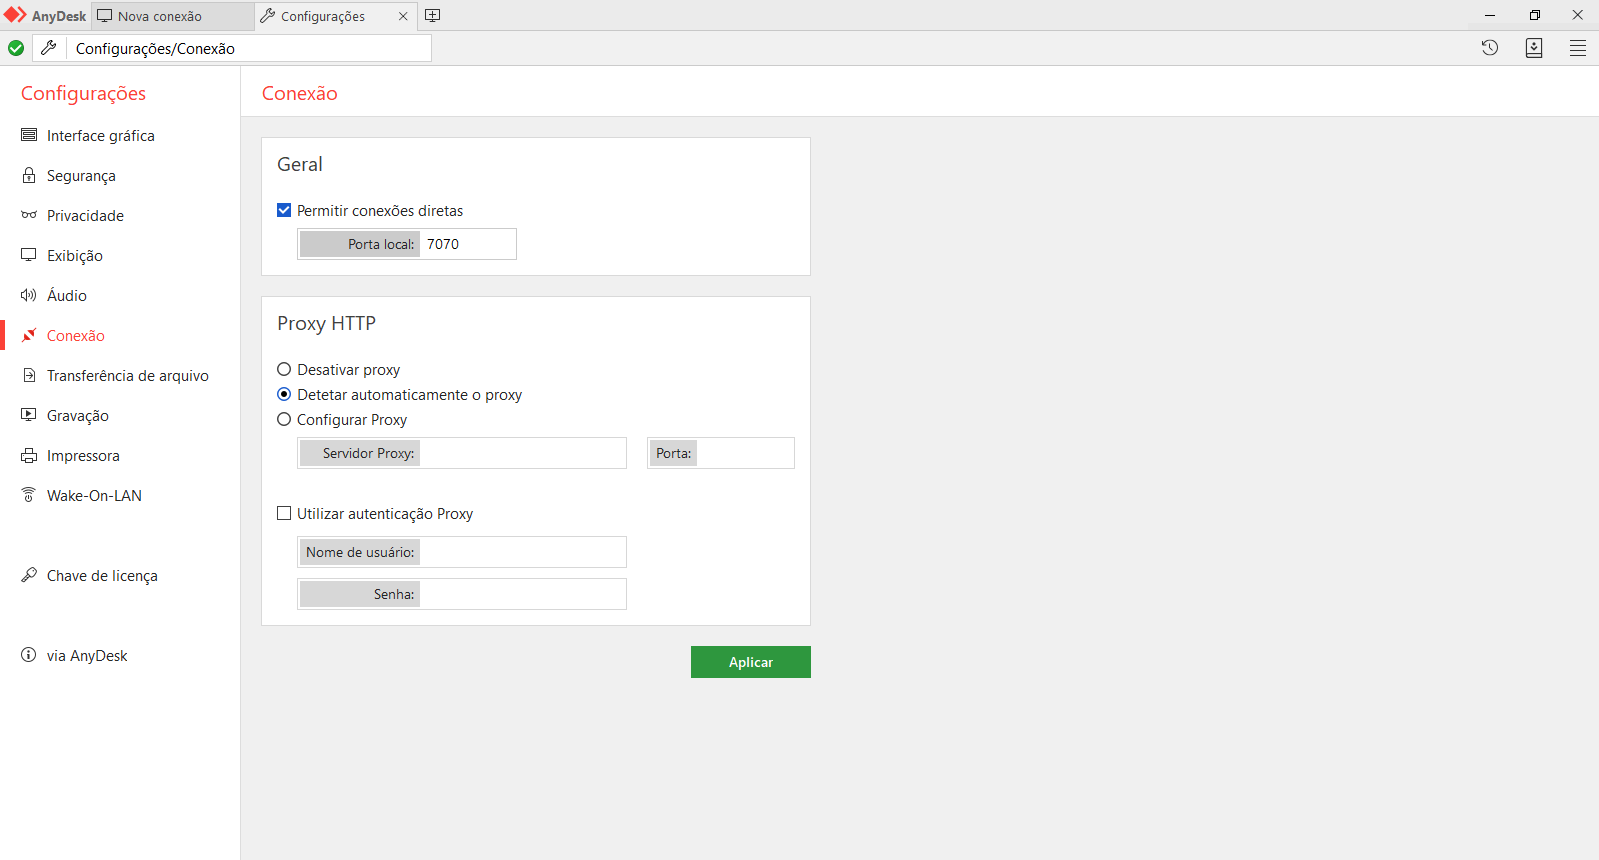 AnyDesk
Nova conexão
Configurações
Configurações/Conexão
Configurações
Interface gráfica
Segurança
Privacidade
Exibição
Áudio
Conexão
Transferência de arquivo
Gravação
Impressora
Wake-On-LAN
Chave de licença
via AnyDesk
Conexão
Geral
Permitir conexões diretas
Porta local: 7070
Proxy HTTP
Desativar proxy
Detetar automaticamente o proxy
Configurar Proxy
Servidor Proxy: Porta:
Utilizar autenticação Proxy
Nome de usuário:
Senha:
Aplicar